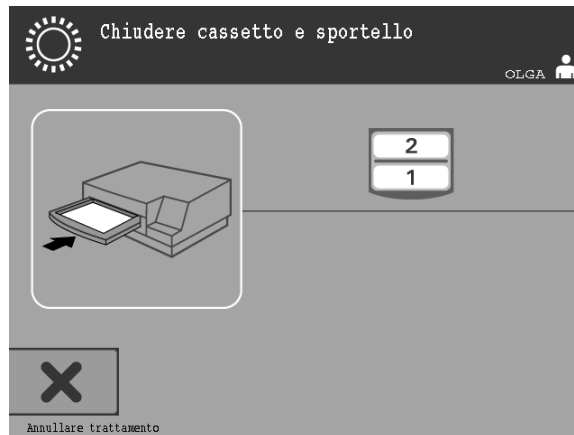 Chiudere cassetto e sportello
OLGA
2
1
Annullare trattamento